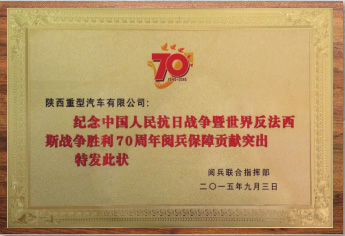 70
1945-2015
陕西重型汽车有限公司:
纪念中国人民抗日战争暨世界反法西
斯战争胜利70周年阅兵保障贡献突出
特发此状
阅兵联合指挥部
二〇一五年九月三日